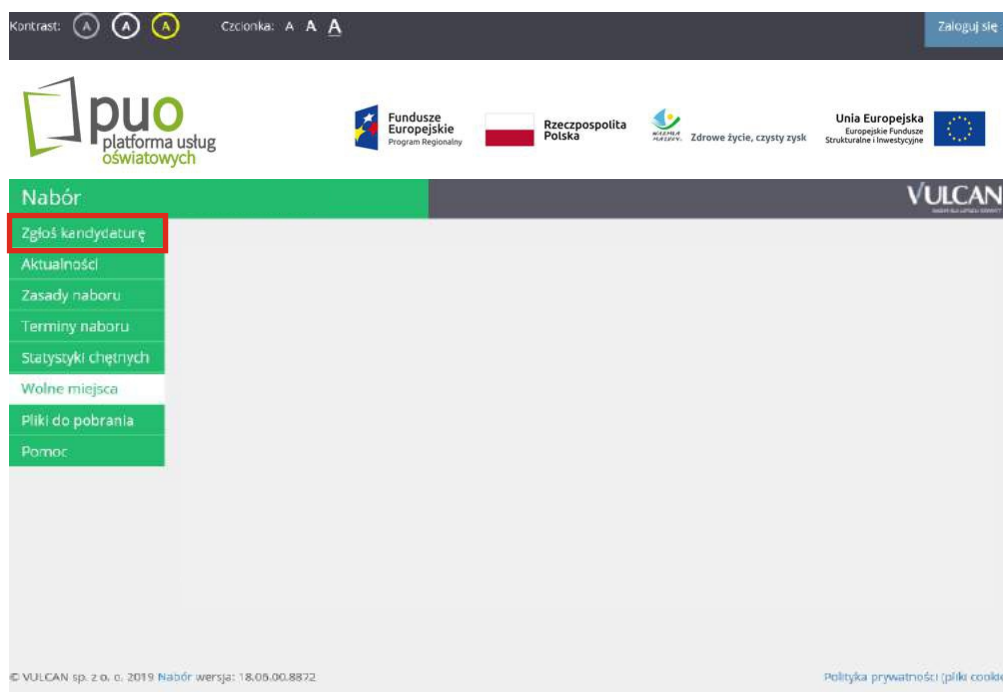 Kontrast: A A A Czcionka: A A A Zaloguj się
puo
platforma usług
oświatowych
Fundusze
Europejskie
Program Regionalny
Rzeczpospolita
Polska
Zdrowe życie, czysty zysk
Unia Europejska
Europejskie Fundusze
Strukturalne i Inwestycyjne
Nabór
VULCAN
Zgłoś kandydaturę
Aktualności
Zasady naboru
Terminy naboru
Statystyki chętnych
Wolne miejsca
Pliki do pobrania
Pomoc
© VULCAN sp. z o. o. 2019 Nabór wersja: 18.06.00.8872 Polityka prywatności (pliki cookie